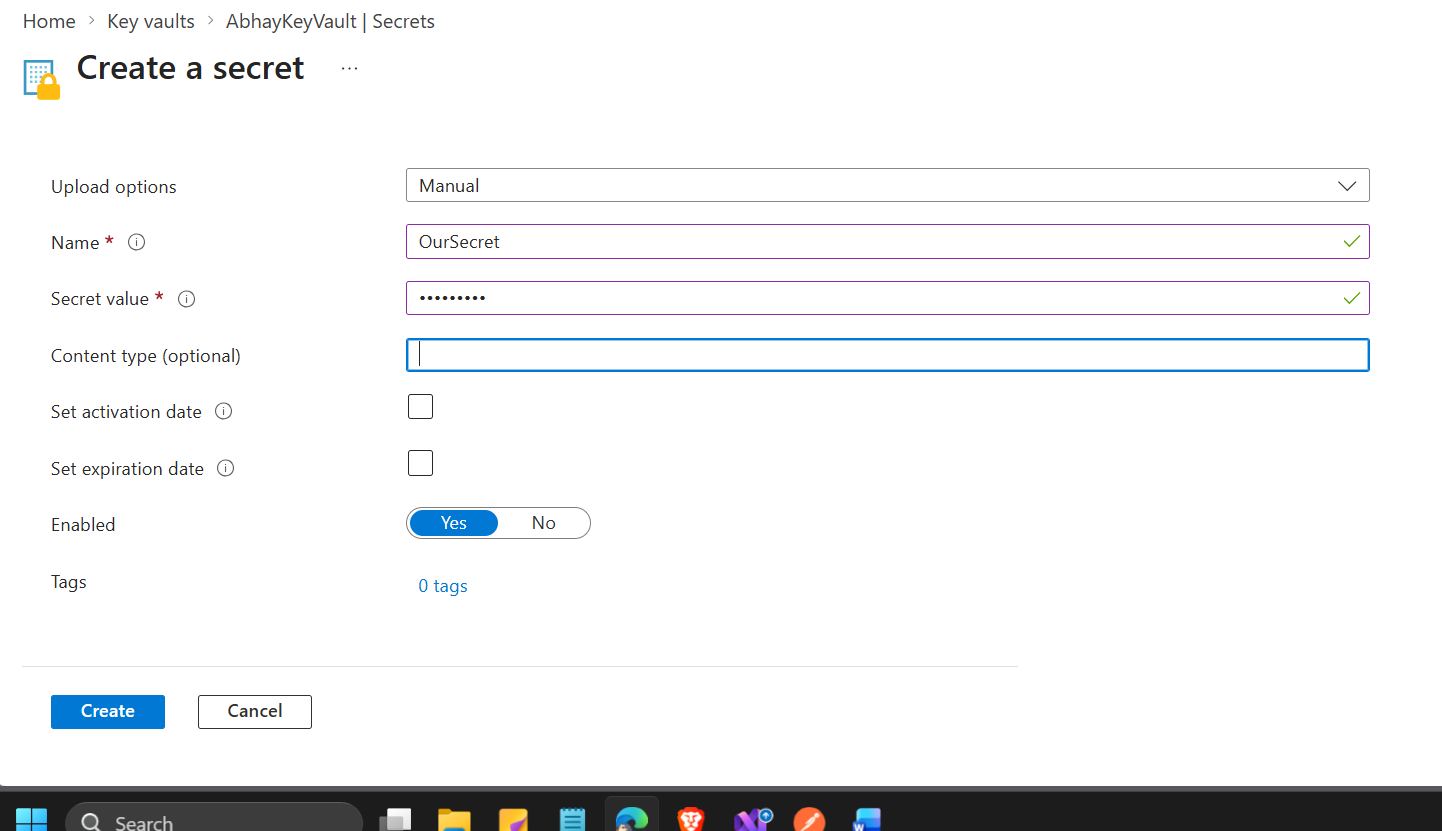 Home > Key vaults > AbhayKeyVault | Secrets
Create a secret ...
Upload options Manual
Name * OurSecret
Secret value * •••••••••
Content type (optional)
Set activation date
Set expiration date
Enabled Yes No
Tags 0 tags
Create Cancel
Search